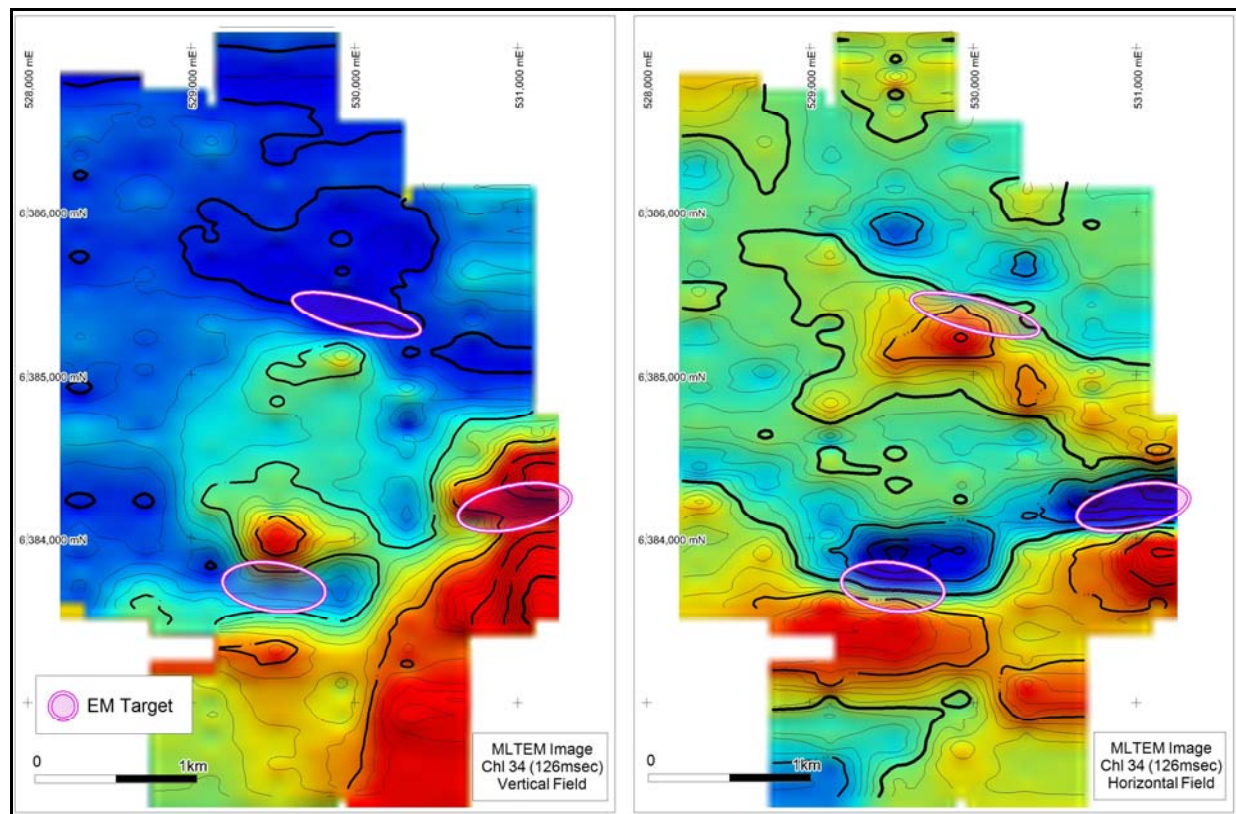 528,000 mE
529,000 mE
530,000 mE
531,000 mE
6,386,000 mN
6,385,000 mN
6,384,000 mN
EM Target
0
1km
MLTEM Image
Chl 34 (126msec)
Vertical Field
528,000 mE
529,000 mE
530,000 mE
531,000 mE
6,386,000 mN
6,385,000 mN
6,384,000 mN
0
1km
MLTEM Image
Chl 34 (126msec)
Horizontal Field